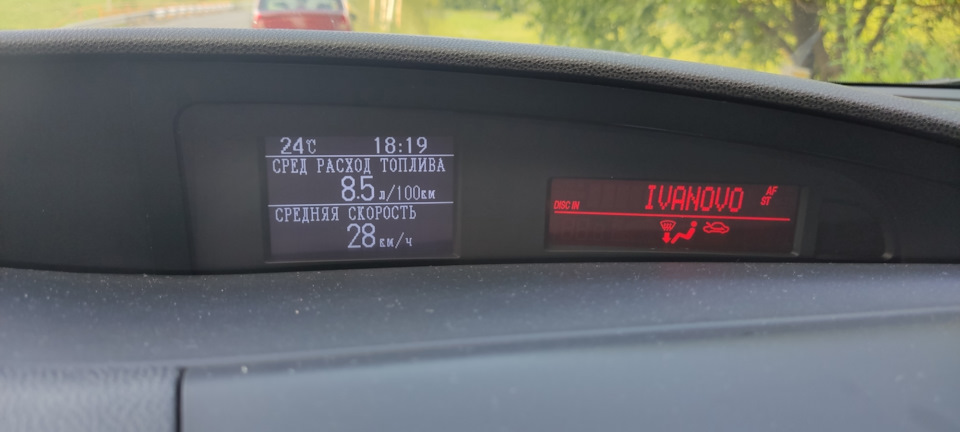 24℃ 18:19
СРЕД РАСХОД ТОПЛИВА
8.5 л/100км
СРЕДНЯЯ СКОРОСТЬ
28 км/ч
IVANOVO AF
DISC IN ST